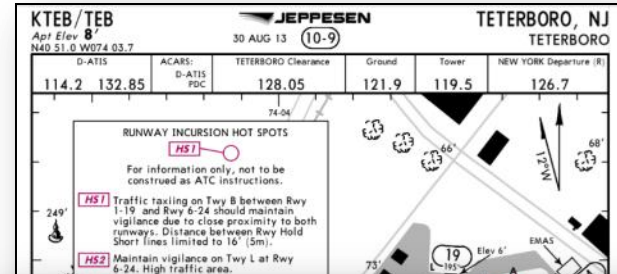 KTEB/TEB
Apt Elev 8'
N40 51.0 W074 03.7
JEPPESEN
30 AUG 13 10-9
TETERBORO, NJ
TETERBORO
D-ATIS
114.2 132.85
ACARS:
D-ATIS
PDC
TETERBORO Clearance
128.05
Ground
121.9
Tower
119.5
NEW YORK Departure (R)
126.7
74-04
RUNWAY INCURSION HOT SPOTS
HS1
For information only, not to be
construed as ATC instructions.
HS1 Traffic taxiing on Twy B between Rwy
1-19 and Rwy 6-24 should maintain
vigilance due to close proximity to both
runways. Distance between Rwy Hold
Short lines limited to 16' (5m).
HS2 Maintain vigilance on Twy L at Rwy
6-24. High traffic area.
249'
66'
12°W
68'
73'
19
L 195°
Elev 6'
EMAS